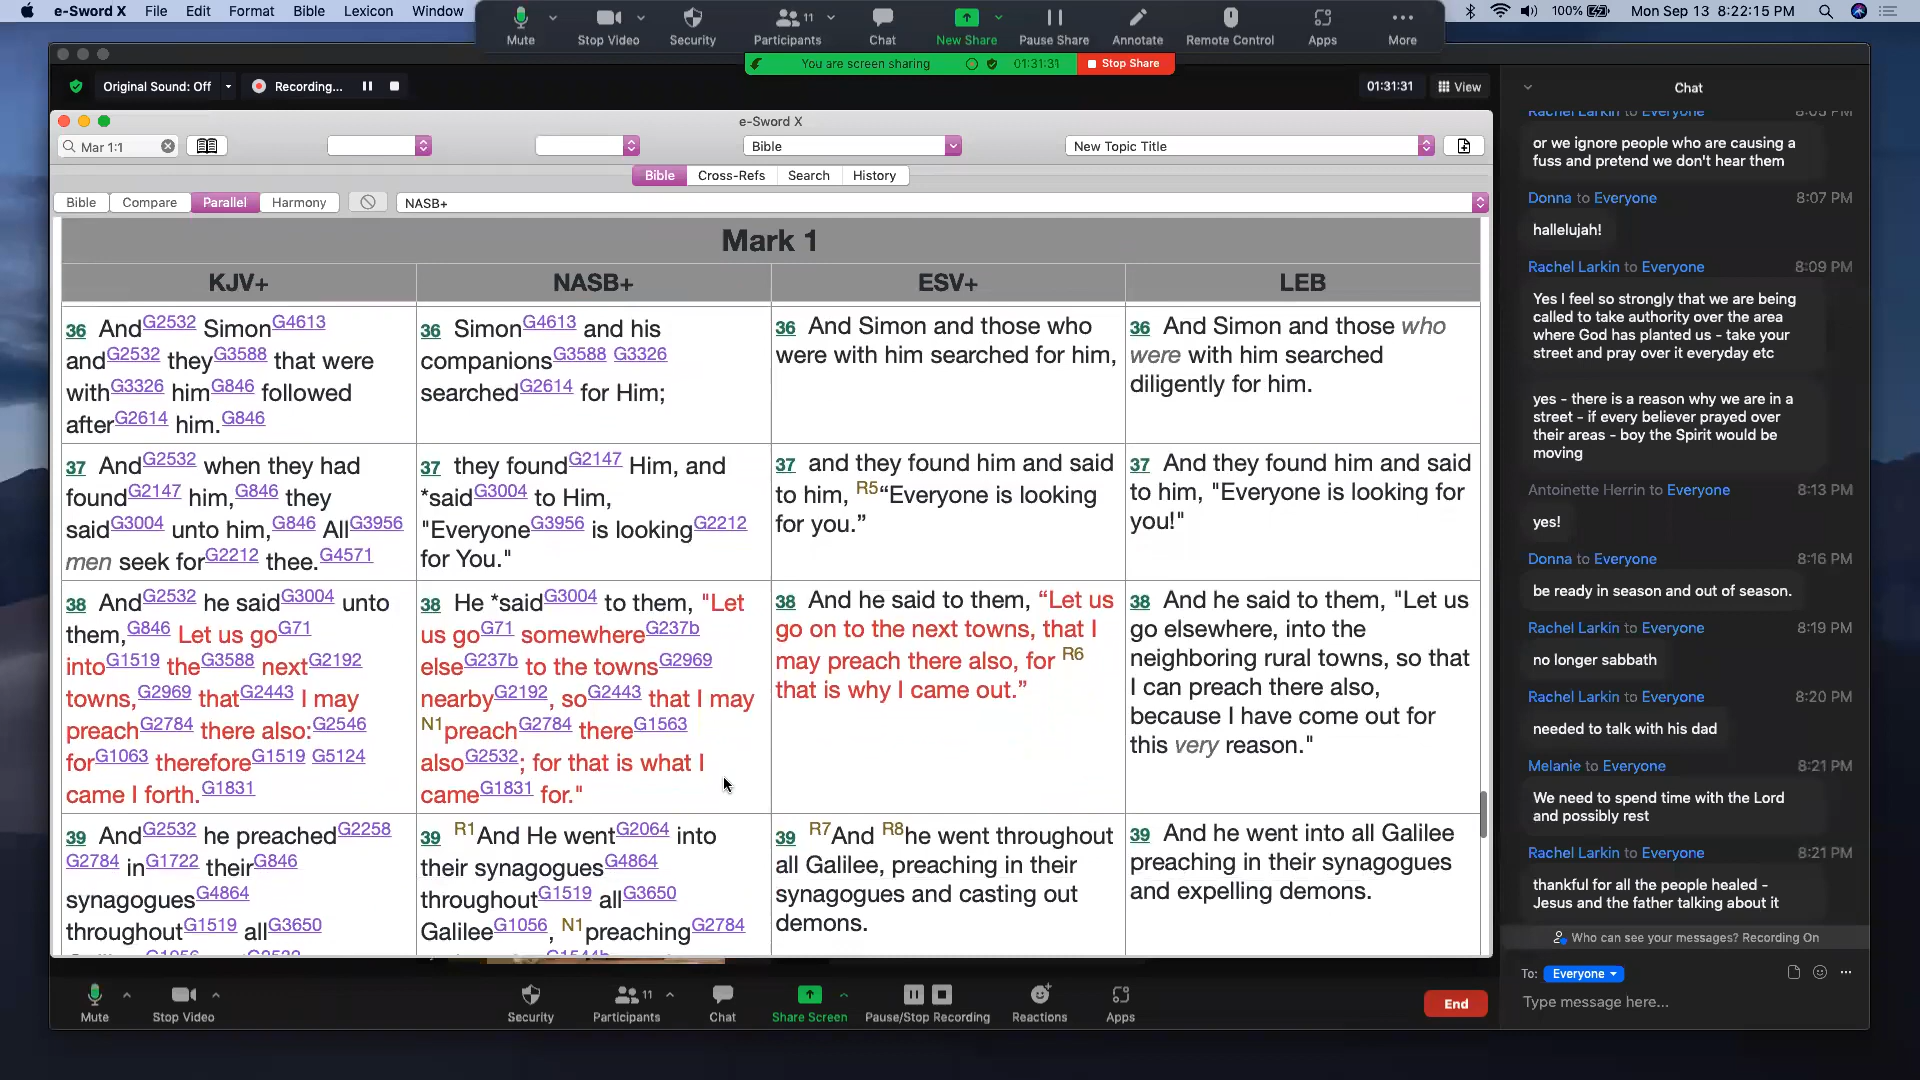 e-Sword X File Edit Format Bible Lexicon Window
100% Mon Sep 13 8:22:15 PM
Mute Stop Video Security Participants 11 Chat New Share Pause Share Annotate Remote Control Apps More
You are screen sharing 01:31:31 Stop Share
Original Sound: Off Recording... 01:31:31 View
e-Sword X
Mar 1:1 Bible New Topic Title
Bible Cross-Refs Search History
Bible Compare Parallel Harmony NASB+
Mark 1
KJV+ NASB+ ESV+ LEB
36 AndG2532 SimonG4613
andG2532 theyG3588 that were
withG3326 himG846 followed
afterG2614 him.G846
36 SimonG4613 and his
companionsG3588 G3326
searchedG2614 for Him;
36 And Simon and those who
were with him searched for him,
36 And Simon and those who
were with him searched
diligently for him.
37 AndG2532 when they had
foundG2147 him,G846 they
saidG3004 unto him,G846 AllG3956
men seek forG2212 thee.G4571
37 they foundG2147 Him, and
*saidG3004 to Him,
"EveryoneG3956 is lookingG2212
for You."
37 and they found him and said
to him, R5“Everyone is looking
for you.”
37 And they found him and said
to him, "Everyone is looking for
you!"
38 AndG2532 he saidG3004 unto
them,G846 Let us goG71
intoG1519 theG3588 nextG2192
towns,G2969 thatG2443 I may
preachG2784 there also:G2546
forG1063 thereforeG1519 G5124
came I forth.G1831
38 He *saidG3004 to them, "Let
us goG71 somewhereG237b
elseG237b to the townsG2969
nearbyG2192, soG2443 that I may
N1preachG2784 thereG1563
alsoG2532; for that is what I
cameG1831 for."
38 And he said to them, “Let us
go on to the next towns, that I
may preach there also, for R6
that is why I came out.”
38 And he said to them, "Let us
go elsewhere, into the
neighboring rural towns, so that
I can preach there also,
because I have come out for
this very reason."
39 AndG2532 he preachedG2258
G2784 inG1722 theirG846
synagoguesG4864
throughoutG1519 allG3650
39 R1And He wentG2064 into
their synagoguesG4864
throughoutG1519 allG3650
GalileeG1056, N1preachingG2784
39 R7And R8he went throughout
all Galilee, preaching in their
synagogues and casting out
demons.
39 And he went into all Galilee
preaching in their synagogues
and expelling demons.
Mute Stop Video Security Participants 11 Chat Share Screen Pause/Stop Recording Reactions Apps End
Chat
Rachel Larkin to Everyone 8:05 PM
or we ignore people who are causing a
fuss and pretend we don't hear them
Donna to Everyone 8:07 PM
hallelujah!
Rachel Larkin to Everyone 8:09 PM
Yes I feel so strongly that we are being
called to take authority over the area
where God has planted us - take your
street and pray over it everyday etc
yes - there is a reason why we are in a
street - if every believer prayed over
their areas - boy the Spirit would be
moving
Antoinette Herrin to Everyone 8:13 PM
yes!
Donna to Everyone 8:16 PM
be ready in season and out of season.
Rachel Larkin to Everyone 8:19 PM
no longer sabbath
Rachel Larkin to Everyone 8:20 PM
needed to talk with his dad
Melanie to Everyone 8:21 PM
We need to spend time with the Lord
and possibly rest
Rachel Larkin to Everyone 8:21 PM
thankful for all the people healed -
Jesus and the father talking about it
Who can see your messages? Recording On
To: Everyone
Type message here...